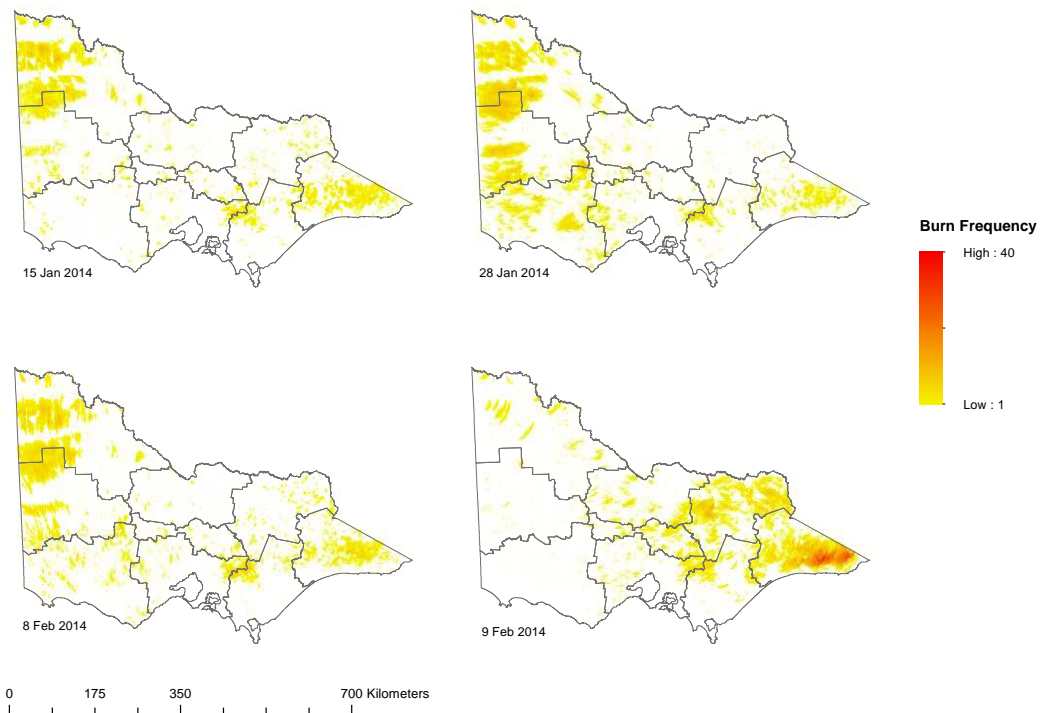 15 Jan 2014
28 Jan 2014
Burn Frequency
High : 40
Low : 1
8 Feb 2014
9 Feb 2014
0 175 350 700 Kilometers